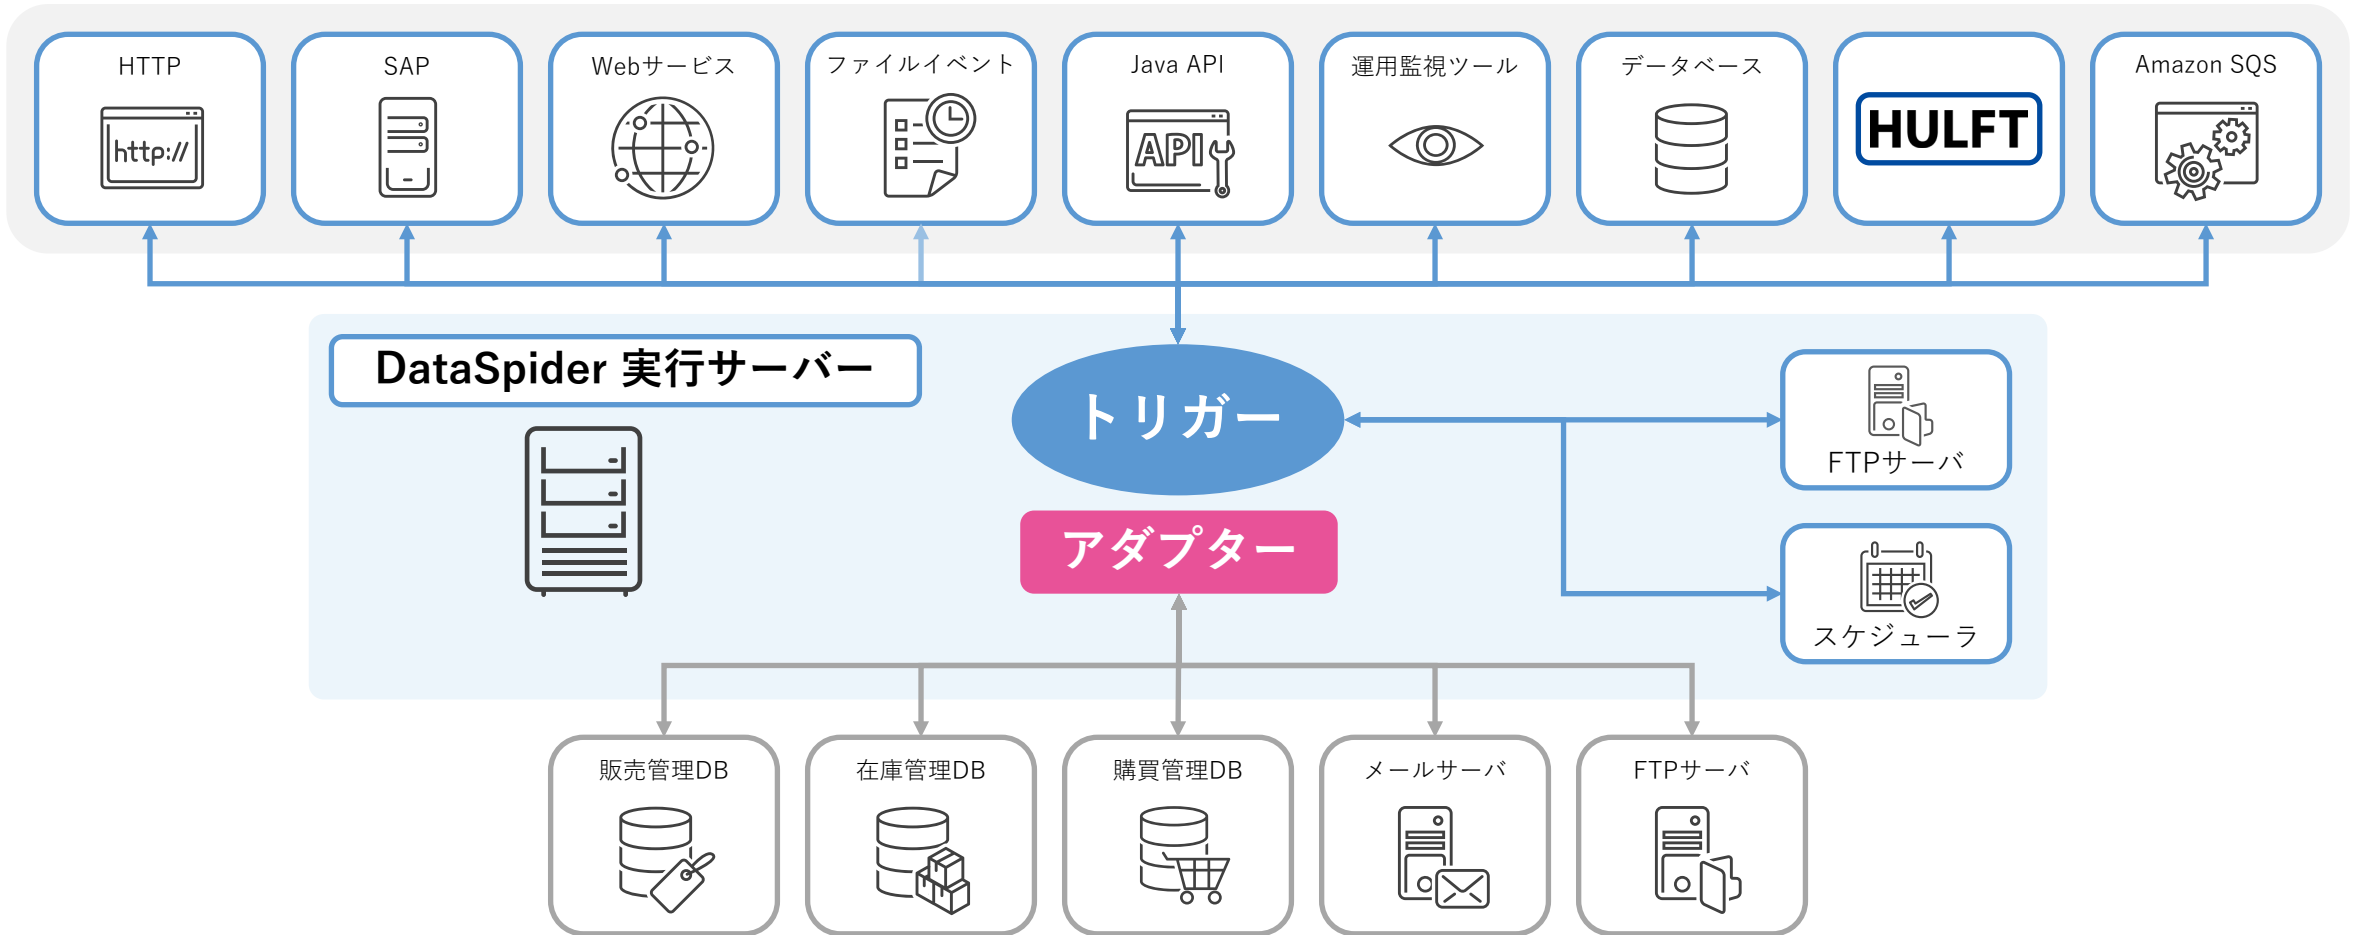 HTTP
SAP
Webサービス
ファイルイベント
Java API
運用監視ツール
データベース
HULFT
Amazon SQS
http://
API
DataSpider 実行サーバー
トリガー
アダプター
FTPサーバ
スケジューラ
販売管理DB
在庫管理DB
購買管理DB
メールサーバ
FTPサーバ